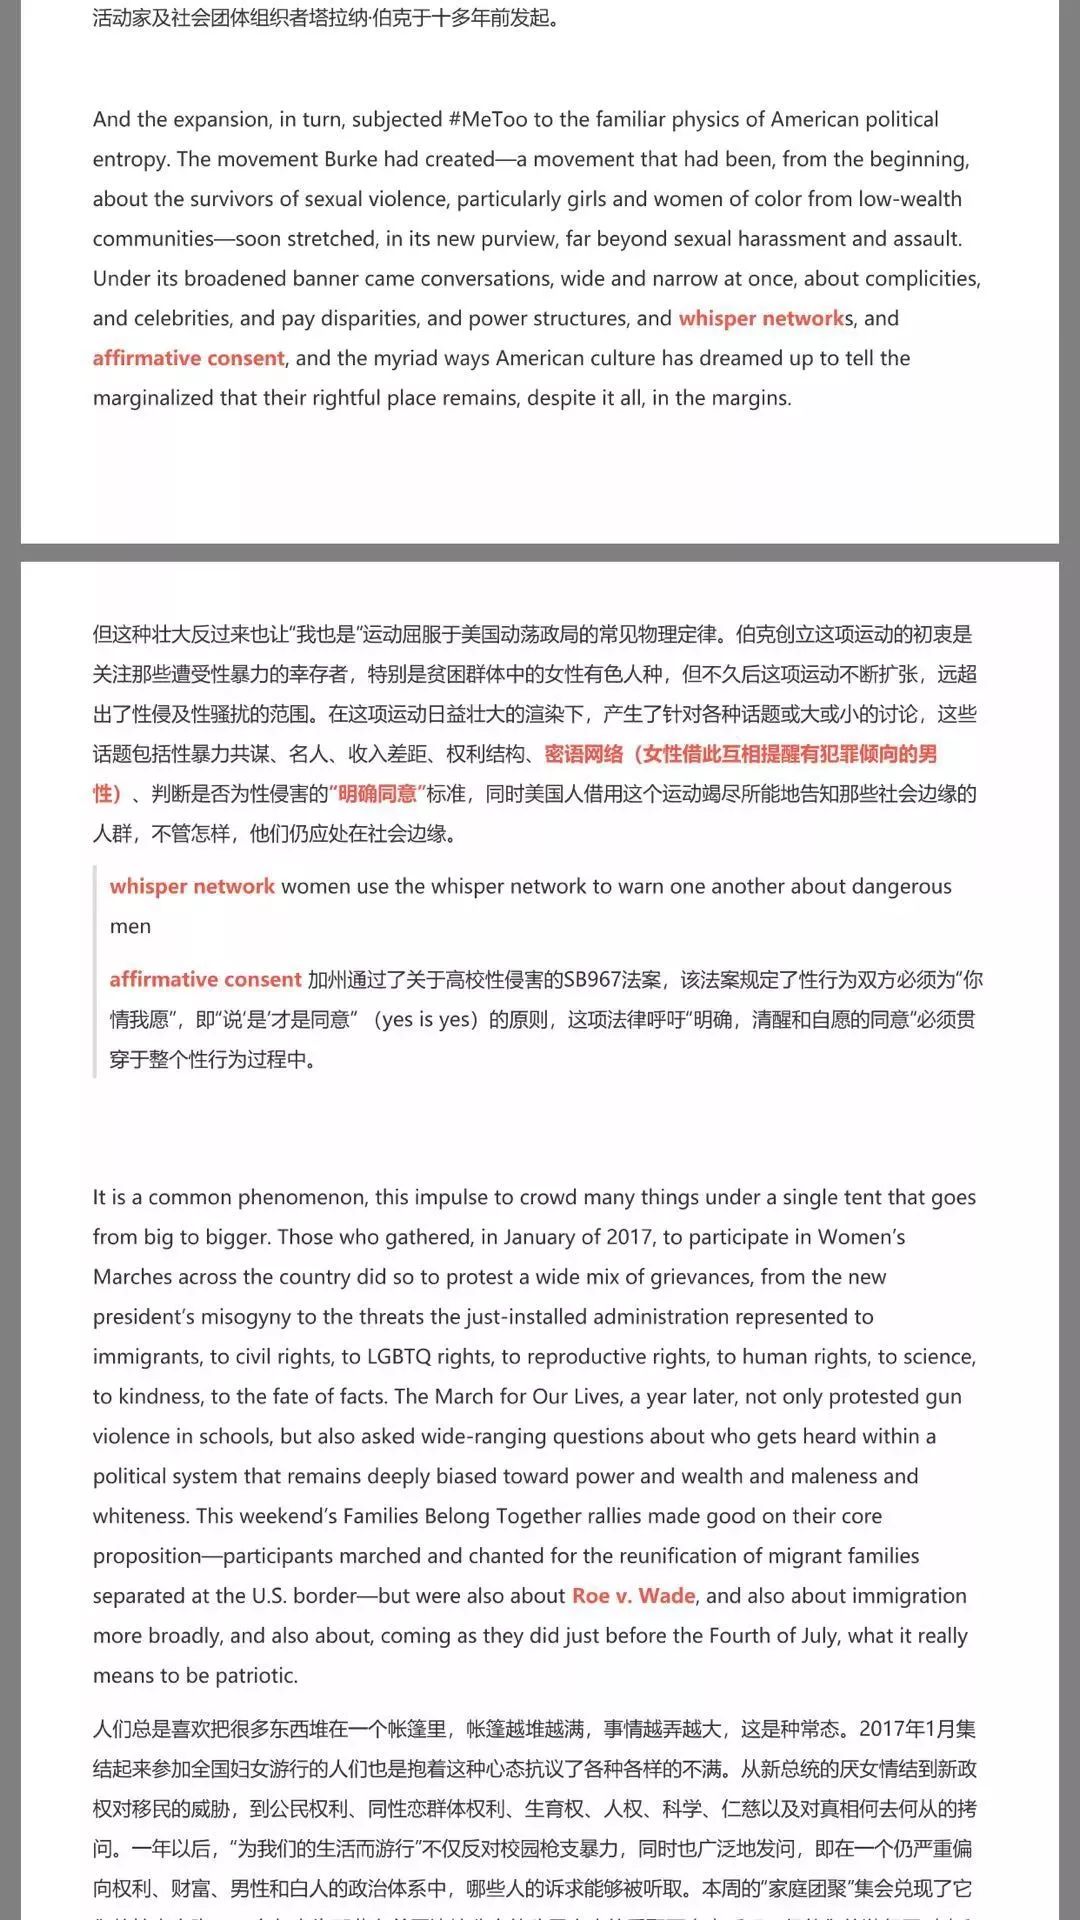 活动家及社会团体组织者塔拉纳·伯克于十多年前发起。
And the expansion, in turn, subjected #MeToo to the familiar physics of American political
entropy. The movement Burke had created—a movement that had been, from the beginning,
about the survivors of sexual violence, particularly girls and women of color from low-wealth
communities—soon stretched, in its new purview, far beyond sexual harassment and assault.
Under its broadened banner came conversations, wide and narrow at once, about complicities,
and celebrities, and pay disparities, and power structures, and whisper networks, and
affirmative consent, and the myriad ways American culture has dreamed up to tell the
marginalized that their rightful place remains, despite it all, in the margins.
但这种壮大反过来也让“我也是”运动屈服于美国动荡政局的常见物理定律。伯克创立这项运动的初衷是
关注那些遭受性暴力的幸存者，特别是贫困群体中的女性有色人种，但不久后这项运动不断扩张，远超
出了性侵及性骚扰的范围。在这项运动日益壮大的渲染下，产生了针对各种话题或大或小的讨论，这些
话题包括性暴力共谋、名人、收入差距、权利结构、密语网络（女性借此互相提醒有犯罪倾向的男
性）、判断是否为性侵害的“明确同意”标准，同时美国人借用这个运动竭尽所能地告知那些社会边缘的
人群，不管怎样，他们仍应处在社会边缘。
whisper network women use the whisper network to warn one another about dangerous
men
affirmative consent 加州通过了关于高校性侵害的SB967法案，该法案规定了性行为双方必须为“你
情我愿”，即“说‘是’才是同意” （yes is yes）的原则，这项法律呼吁“明确，清醒和自愿的同意”必须贯
穿于整个性行为过程中。
It is a common phenomenon, this impulse to crowd many things under a single tent that goes
from big to bigger. Those who gathered, in January of 2017, to participate in Women’s
Marches across the country did so to protest a wide mix of grievances, from the new
president’s misogyny to the threats the just-installed administration represented to
immigrants, to civil rights, to LGBTQ rights, to reproductive rights, to human rights, to science,
to kindness, to the fate of facts. The March for Our Lives, a year later, not only protested gun
violence in schools, but also asked wide-ranging questions about who gets heard within a
political system that remains deeply biased toward power and wealth and maleness and
whiteness. This weekend’s Families Belong Together rallies made good on their core
proposition—participants marched and chanted for the reunification of migrant families
separated at the U.S. border—but were also about Roe v. Wade, and also about immigration
more broadly, and also about, coming as they did just before the Fourth of July, what it really
means to be patriotic.
人们总是喜欢把很多东西堆在一个帐篷里，帐篷越堆越满，事情越弄越大，这是种常态。2017年1月集
结起来参加全国妇女游行的人们也是抱着这种心态抗议了各种各样的不满。从新总统的厌女情结到新政
权对移民的威胁，到公民权利、同性恋群体权利、生育权、人权、科学、仁慈以及对真相何去何从的拷
问。一年以后，“为我们的生活而游行”不仅反对校园枪支暴力，同时也广泛地发问，即在一个仍严重偏
向权利、财富、男性和白人的政治体系中，哪些人的诉求能够被听取。本周的“家庭团聚”集会兑现了它